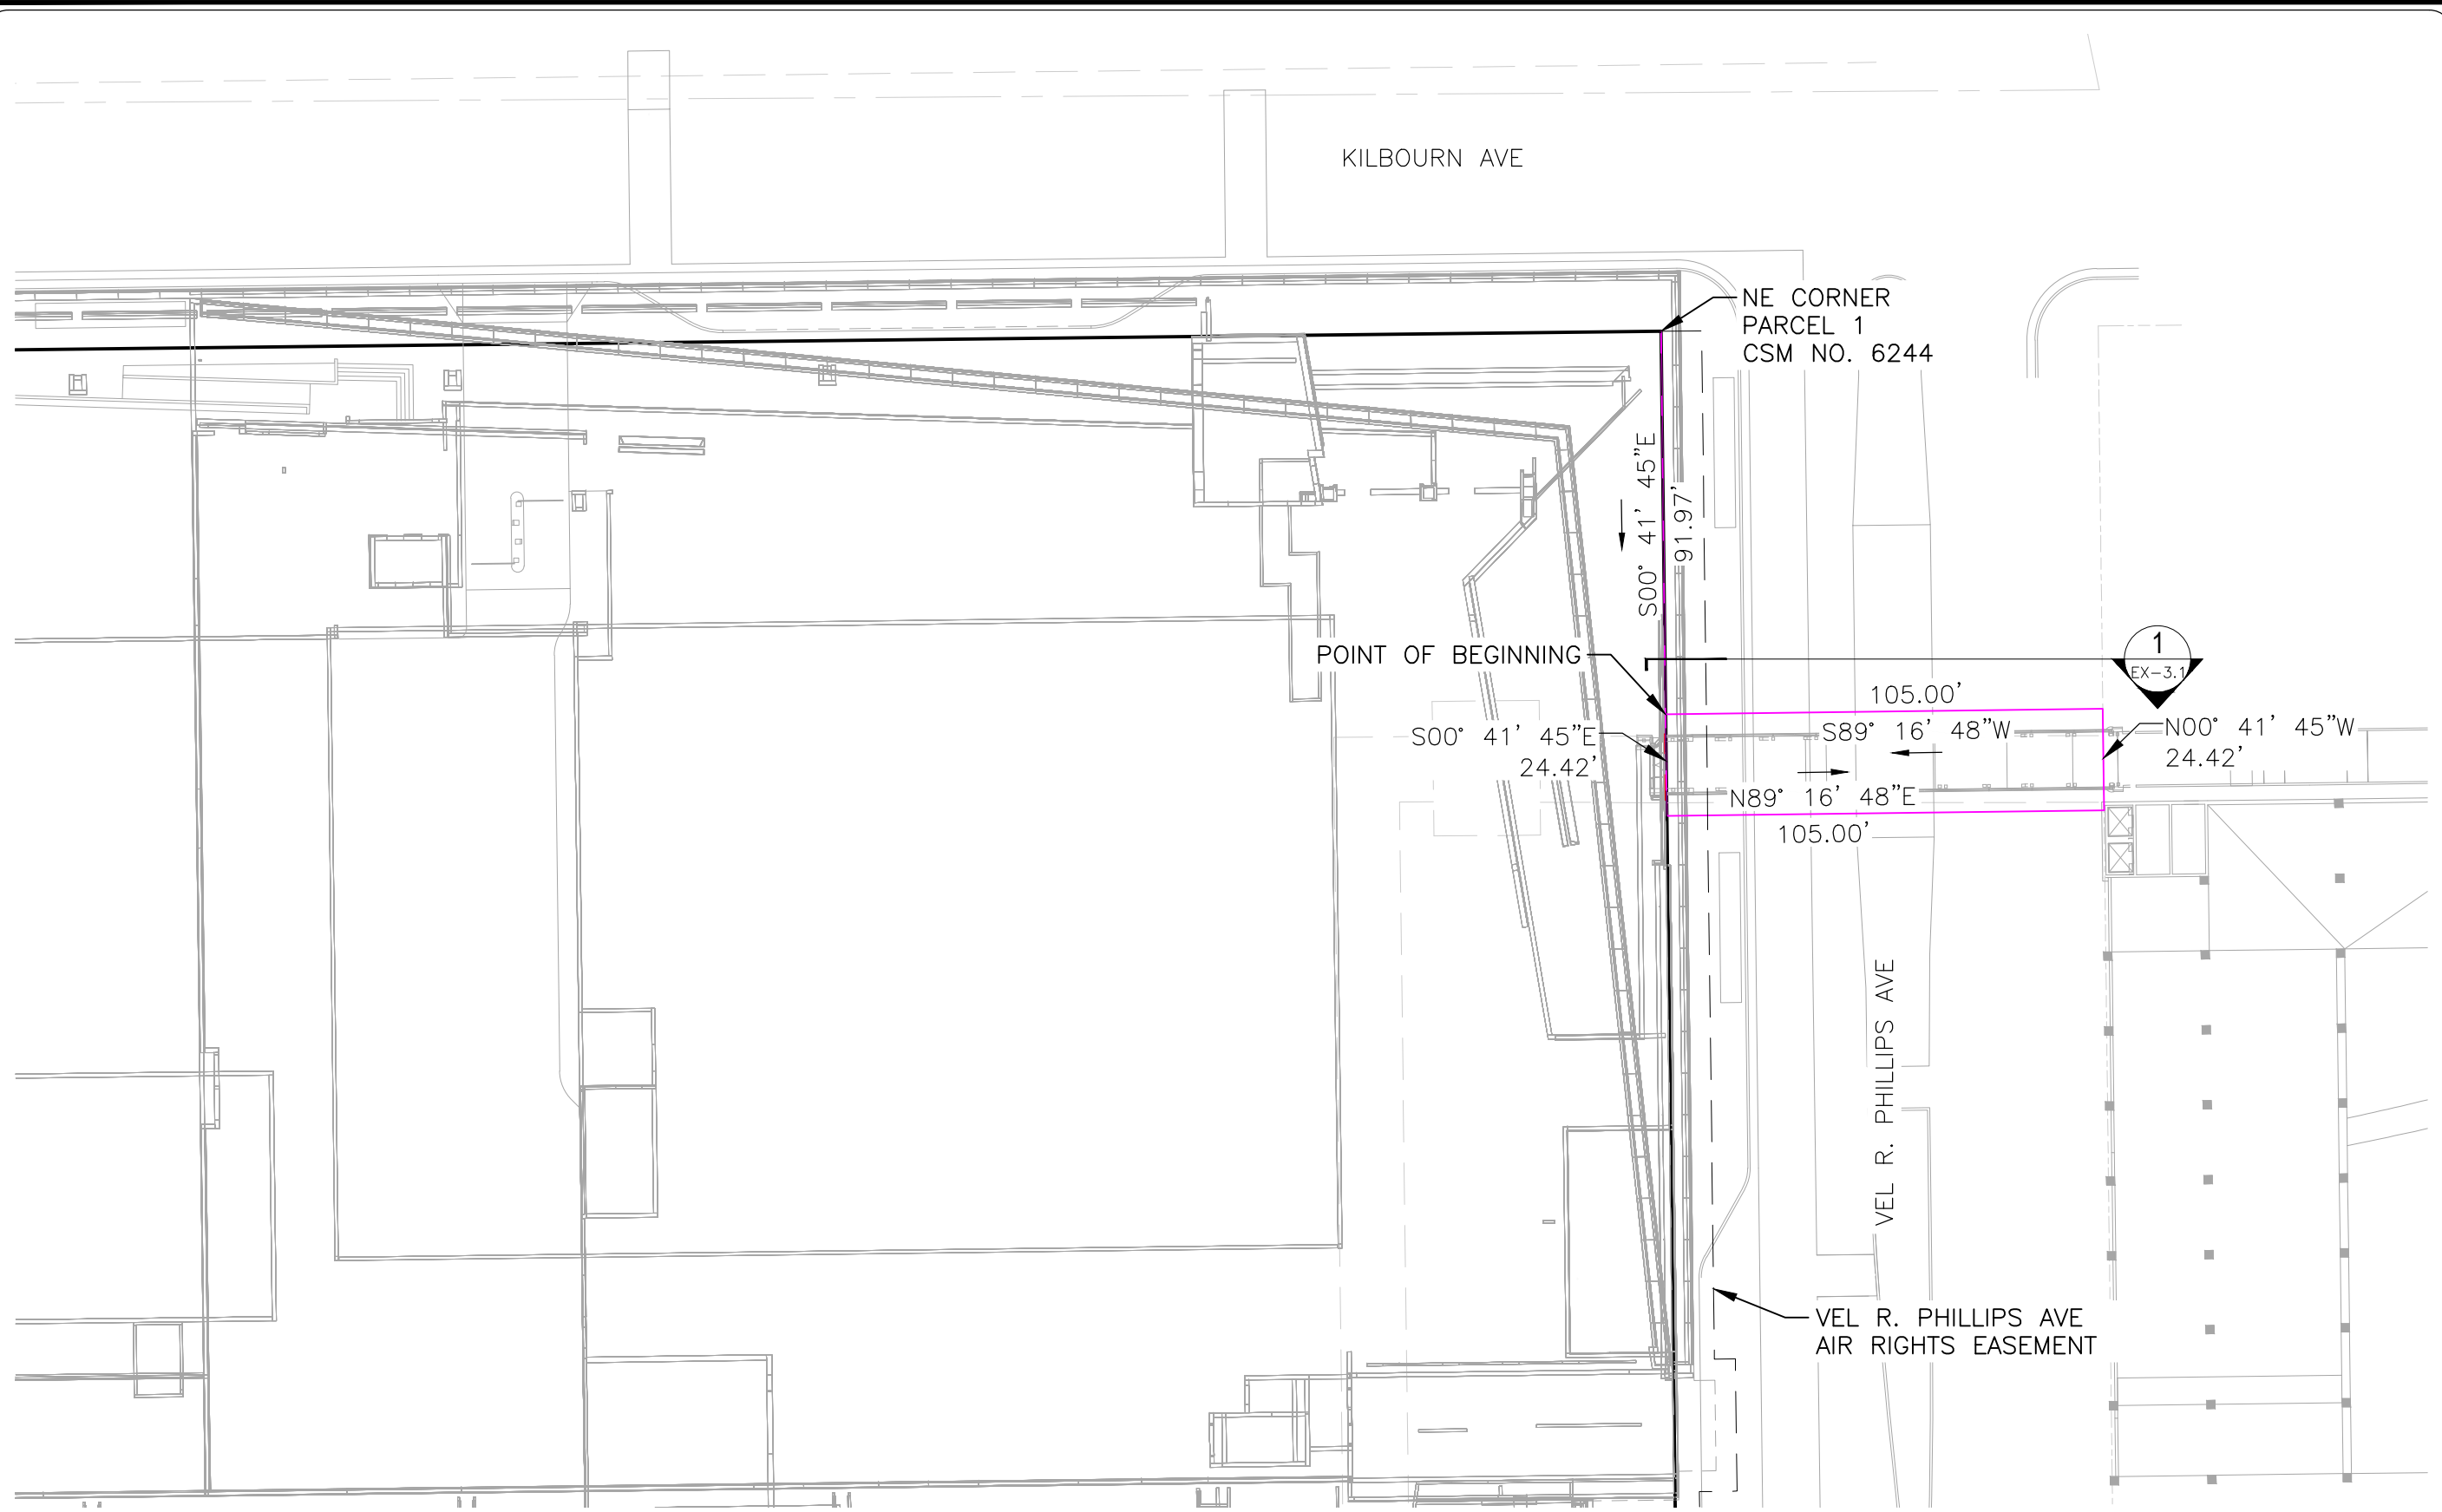 KILBOURN AVE
NE CORNER
PARCEL 1
CSM NO. 6244
S00° 41' 45"E
91.97'
POINT OF BEGINNING
1
EX-3.1
105.00'
S00° 41' 45"E
24.42'
S89° 16' 48"W
N00° 41' 45"W
24.42'
N89° 16' 48"E
105.00'
VEL R. PHILLIPS AVE
VEL R. PHILLIPS AVE
AIR RIGHTS EASEMENT